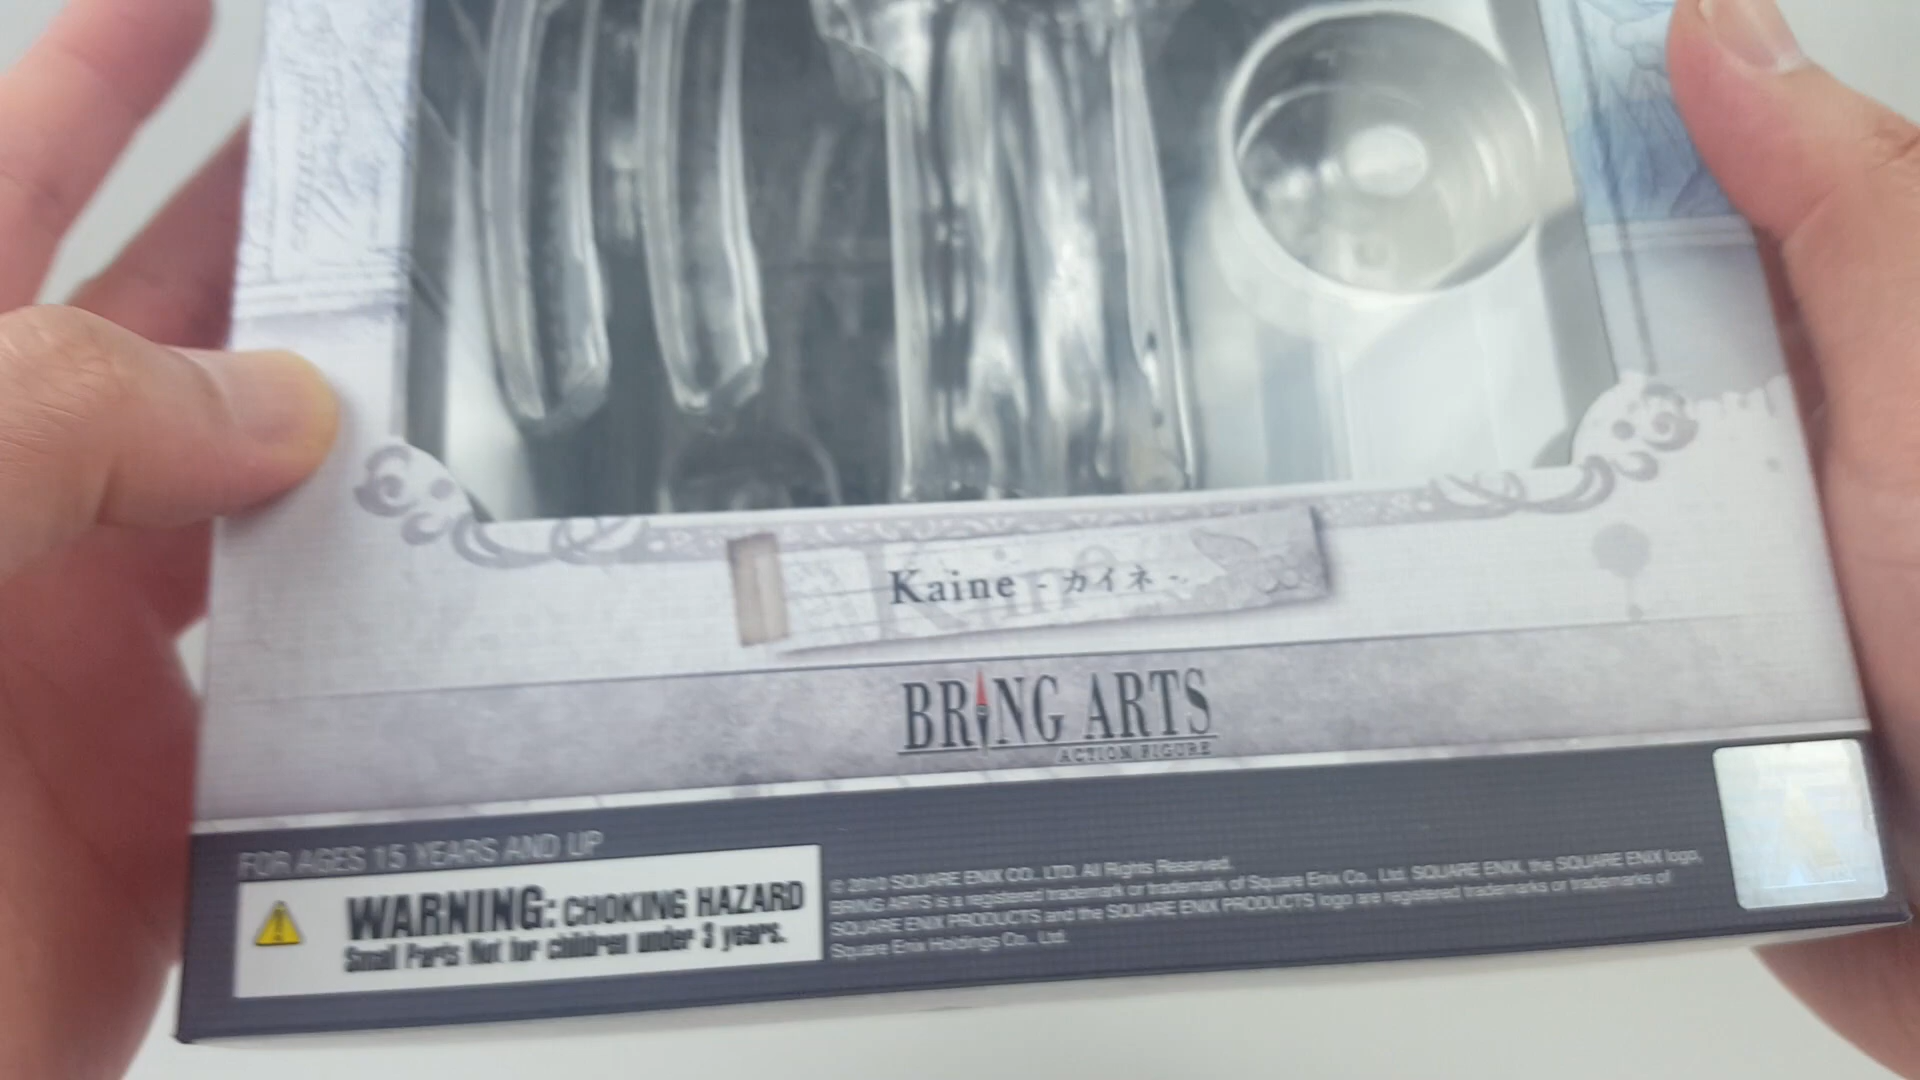 Kaine - カイネ -
BRING ARTS
ACTION FIGURE
FOR AGES 15 YEARS AND UP
WARNING: CHOKING HAZARD
Small Parts Not for children under 3 years.
© 2010 SQUARE ENIX CO., LTD. All Rights Reserved.
BRING ARTS is a registered trademark or trademark of Square Enix Co., Ltd. SQUARE ENIX, the SQUARE ENIX logo,
SQUARE ENIX PRODUCTS and the SQUARE ENIX PRODUCTS logo are registered trademarks or trademarks of
Square Enix Holdings Co., Ltd.